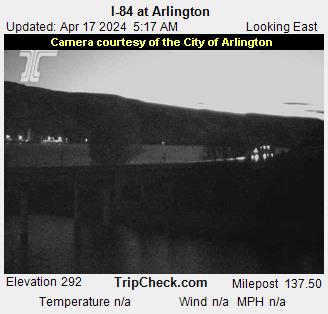 I-84 at Arlington
Updated: Apr 17 2024 5:17 AM Looking East
Camera courtesy of the City of Arlington
Elevation 292 TripCheck.com Milepost 137.50
Temperature n/a Wind n/a MPH n/a